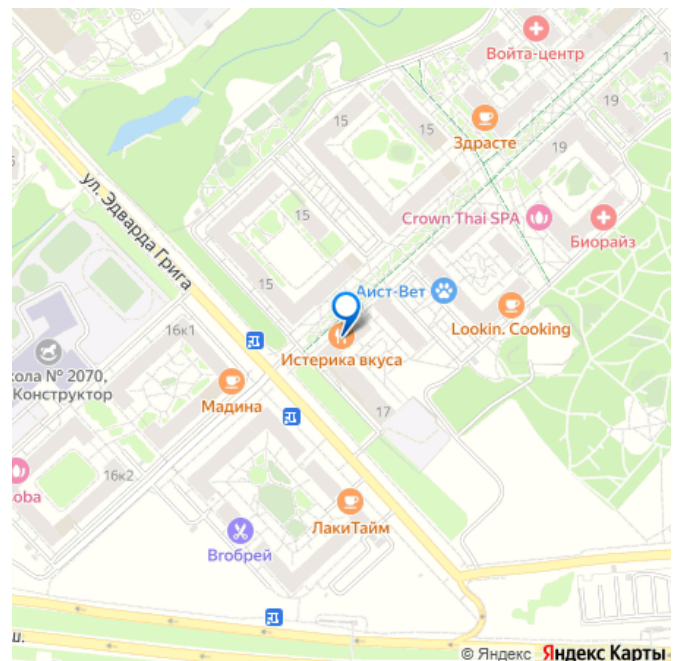 Войта-центр
19
15
15
Здрасте
19
ул. Эдварда Грига
Crown Thai SPA
15
Биорайз
15
Аист-Вет
Lookin. Cooking
16к1
Истерика вкуса
кола № 2070,
Конструктор
Мадина
17
16к2
oba
ЛакиТайм
Вгобрей
ш.
© Яндекс Яндекс Карты